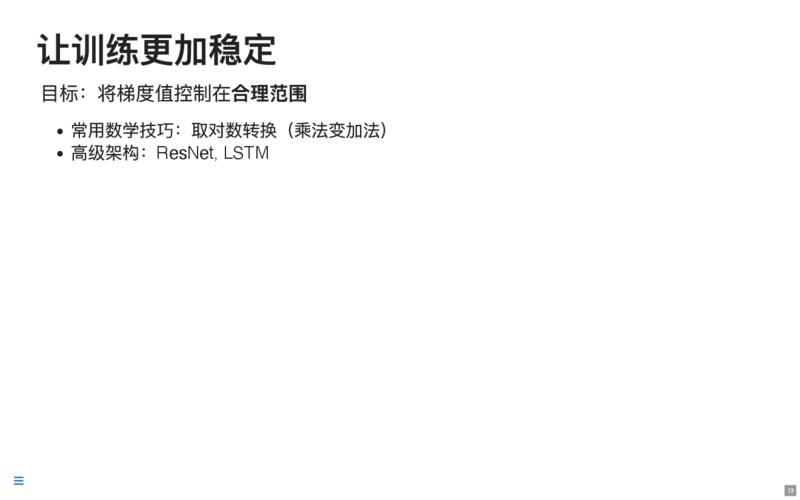 让训练更加稳定
目标：将梯度值控制在合理范围
• 常用数学技巧：取对数转换（乘法变加法）
• 高级架构：ResNet, LSTM
13